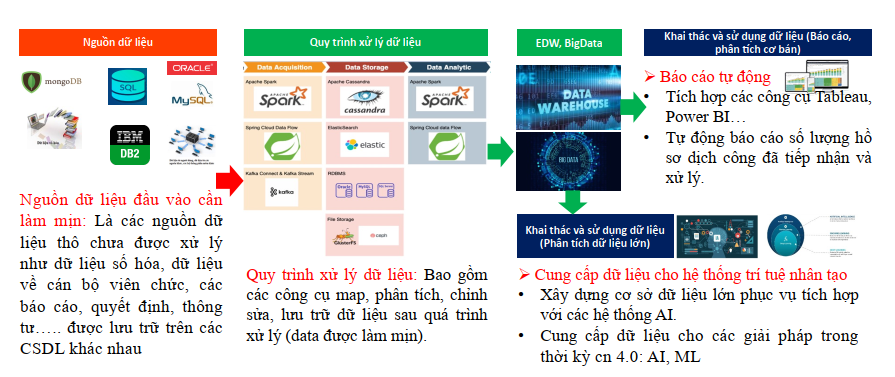 Nguồn dữ liệu
mongoDB
SQL
ORACLE
MySQL
IBM
DB2
Nguồn dữ liệu đầu vào cần
làm mịn: Là các nguồn dữ
liệu thô chưa được xử lý
như dữ liệu số hóa, dữ liệu
về cán bộ viên chức, các
báo cáo, quyết định, thông
tư….. được lưu trữ trên các
CSDL khác nhau
Quy trình xử lý dữ liệu
Data Acquisition
Data Storage
Data Analytic
Apache Spark
Apache Cassandra
Apache Spark
APACHE Spark
cassandra
APACHE Spark
Spring Cloud Data Flow
ElasticSearch
Spring Cloud data Flow
elastic
Kafka Connect & Kafka Stream
RDBMS
kafka
Oracle
MySQL
SQL Server
File Storage
GlusterFS
ceph
Quy trình xử lý dữ liệu: Bao gồm
các công cụ map, phân tích, chỉnh
sửa, lưu trữ dữ liệu sau quá trình
xử lý (data được làm mịn).
EDW, BigData
DATA
WAREHOUSE
BIG DATA
Khai thác và sử dụng dữ liệu (Báo cáo,
phân tích cơ bản)
➢ Báo cáo tự động
• Tích hợp các công cụ Tableau,
Power BI…
• Tự động báo cáo số lượng hồ
sơ dịch công đã tiếp nhận và
xử lý.
Khai thác và sử dụng dữ liệu
(Phân tích dữ liệu lớn)
➢ Cung cấp dữ liệu cho hệ thống trí tuệ nhân tạo
• Xây dựng cơ sở dữ liệu lớn phục vụ tích hợp
với các hệ thống AI.
• Cung cấp dữ liệu cho các giải pháp trong
thời kỳ cn 4.0: AI, ML